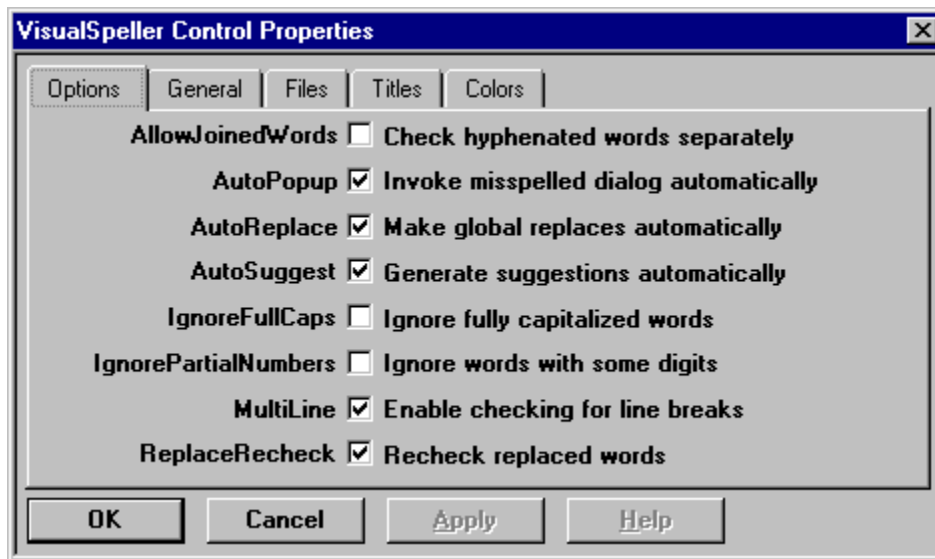 VisualSpeller Control Properties
Options General Files Titles Colors
AllowJoinedWords Check hyphenated words separately
AutoPopup Invoke misspelled dialog automatically
AutoReplace Make global replaces automatically
AutoSuggest Generate suggestions automatically
IgnoreFullCaps Ignore fully capitalized words
IgnorePartialNumbers Ignore words with some digits
MultiLine Enable checking for line breaks
ReplaceRecheck Recheck replaced words
OK Cancel Apply Help